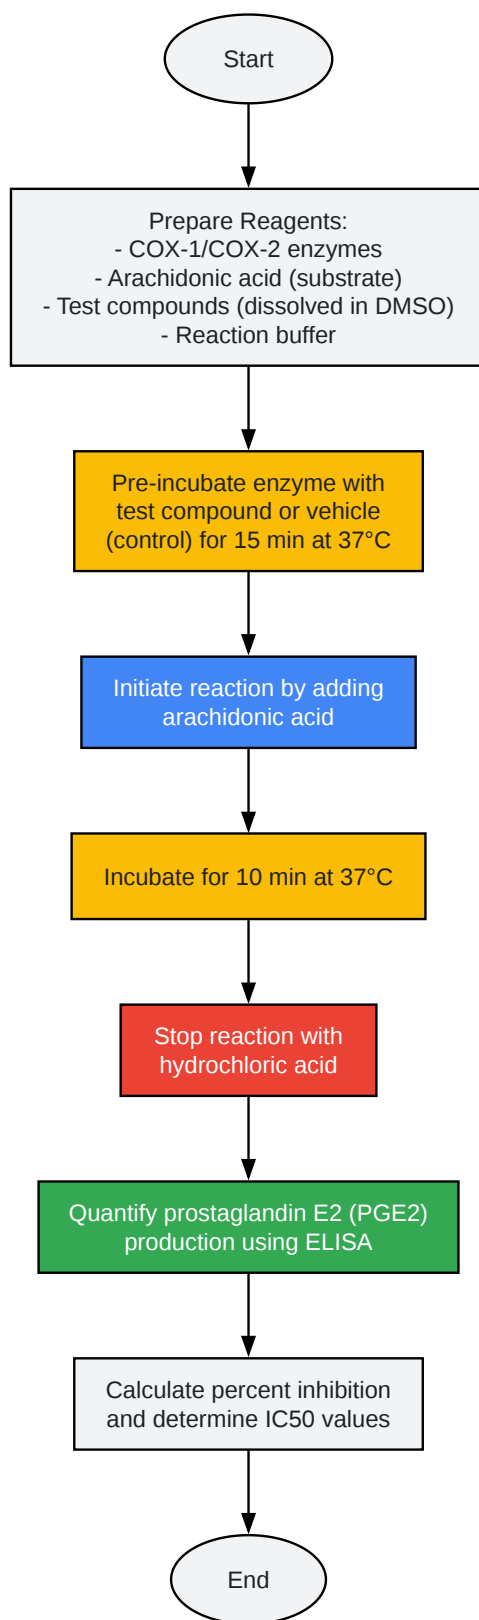 Start
Prepare Reagents:
- COX-1/COX-2 enzymes
- Arachidonic acid (substrate)
- Test compounds (dissolved in DMSO)
- Reaction buffer
Pre-incubate enzyme with
test compound or vehicle
(control) for 15 min at 37°C
Initiate reaction by adding
arachidonic acid
Incubate for 10 min at 37°C
Stop reaction with
hydrochloric acid
Quantify prostaglandin E2 (PGE2)
production using ELISA
Calculate percent inhibition
and determine IC50 values
End